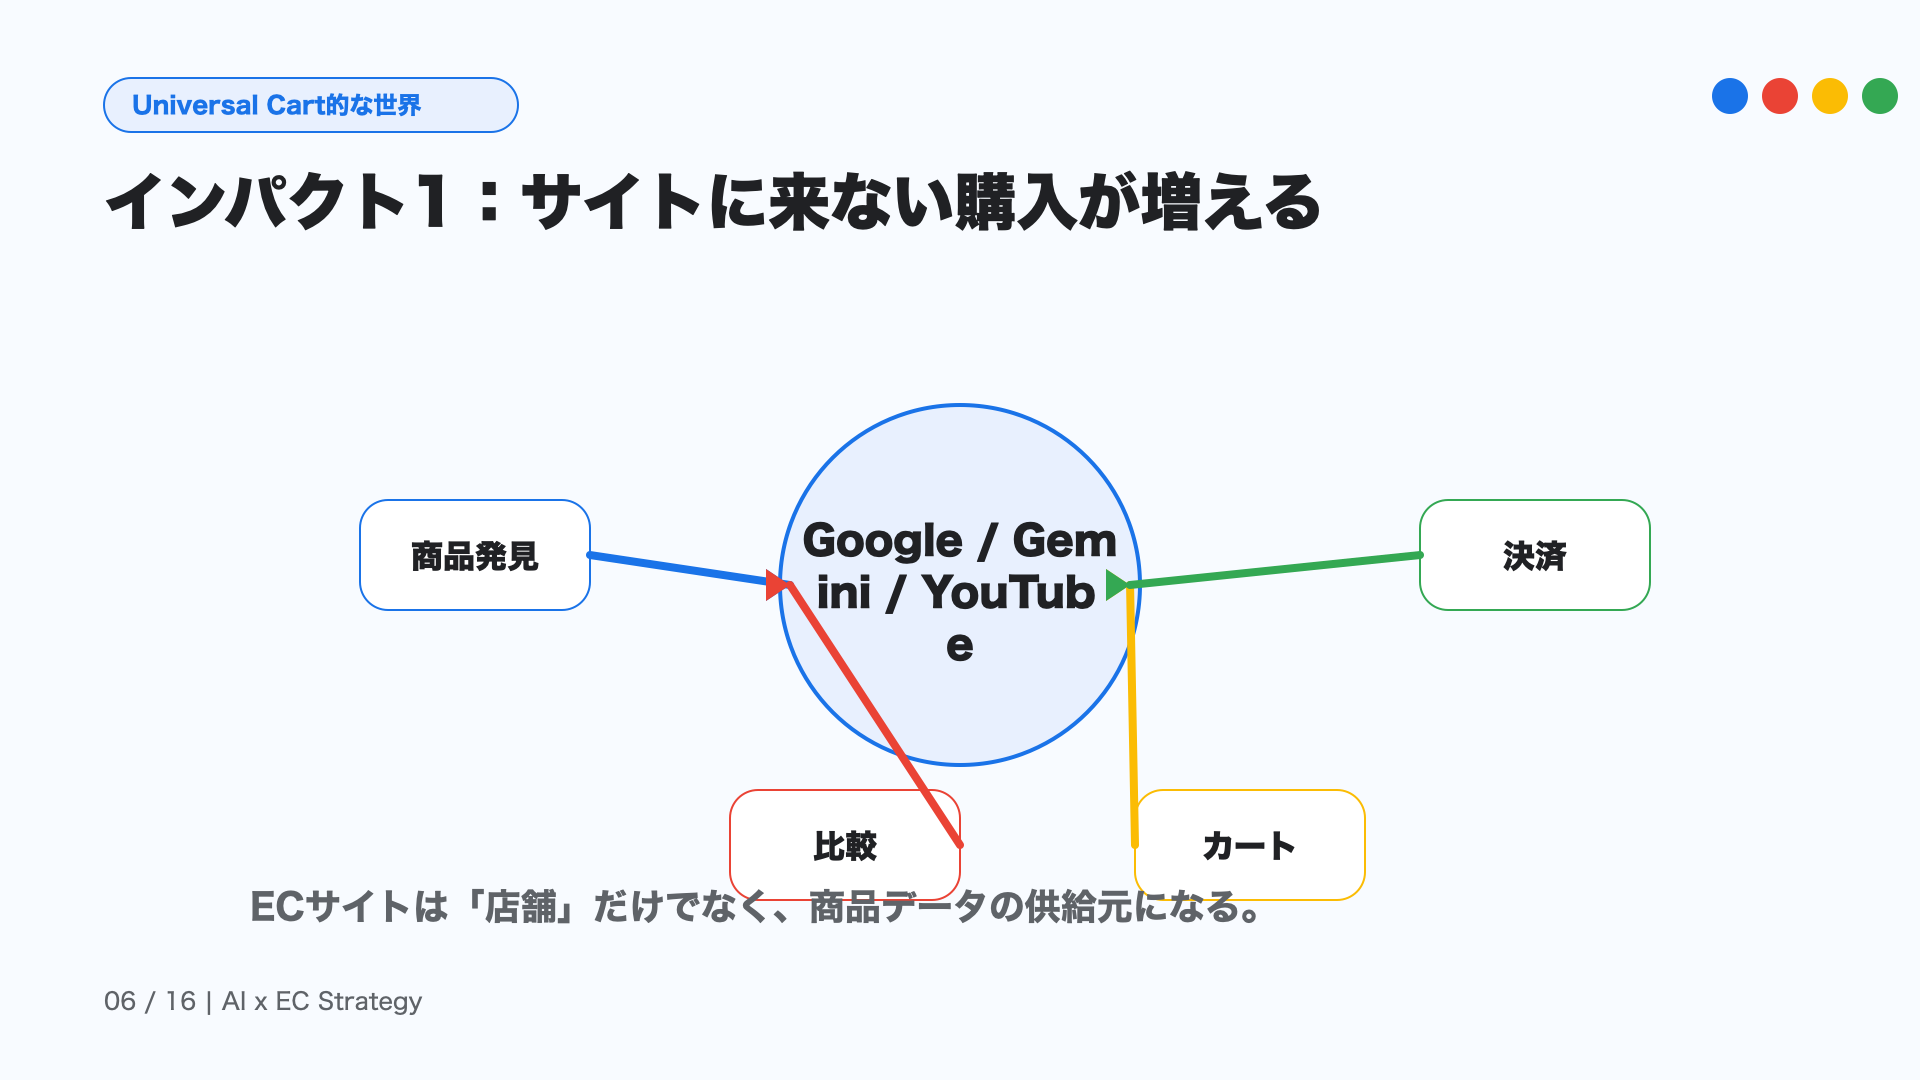 Universal Cart的な世界
インパクト1：サイトに来ない購入が増える
商品発見
Google / Gem
ini / YouTub
e
決済
比較
カート
ECサイトは「店舗」だけでなく、商品データの供給元になる。
06 / 16 | AI x EC Strategy